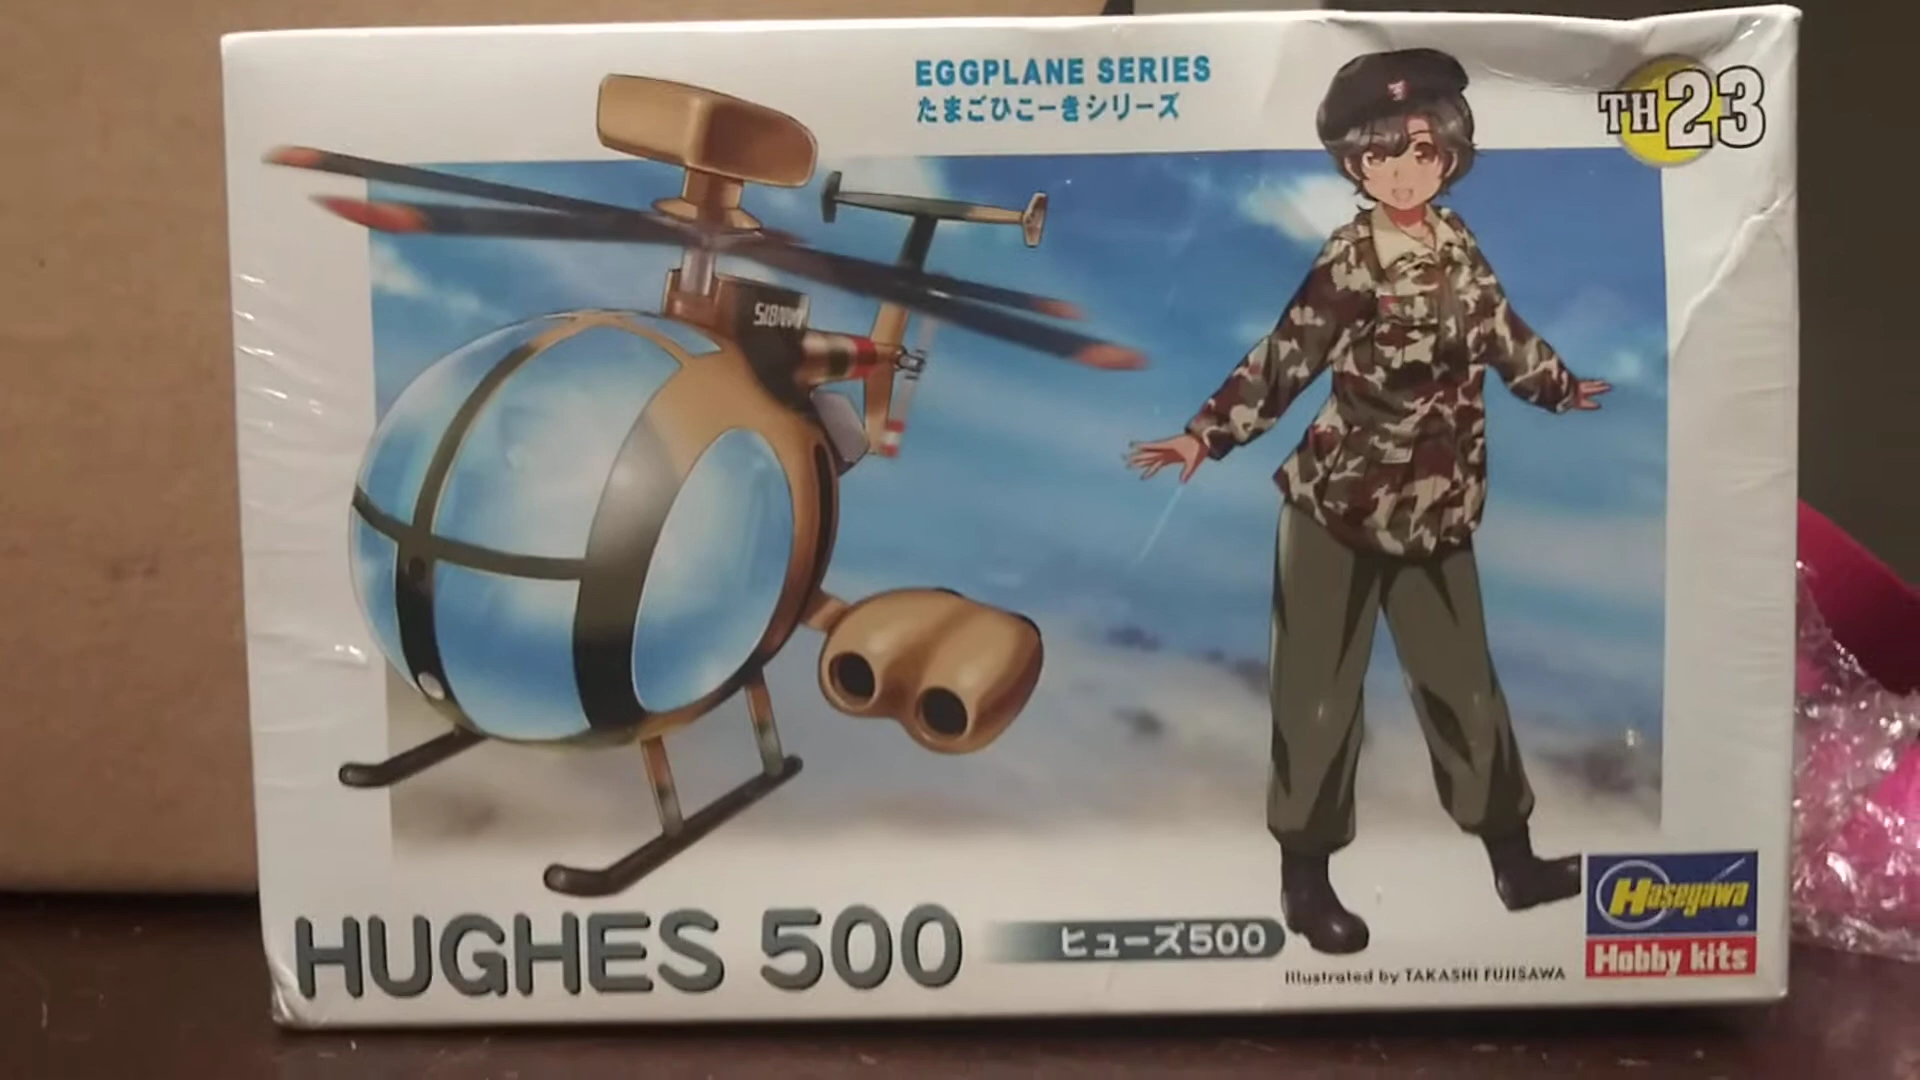 EGGPLANE SERIES
たまごひこーきシリーズ
TH23
HUGHES 500
ヒューズ500
Illustrated by TAKASHI FUJISAWA
Hasegawa
Hobby kits